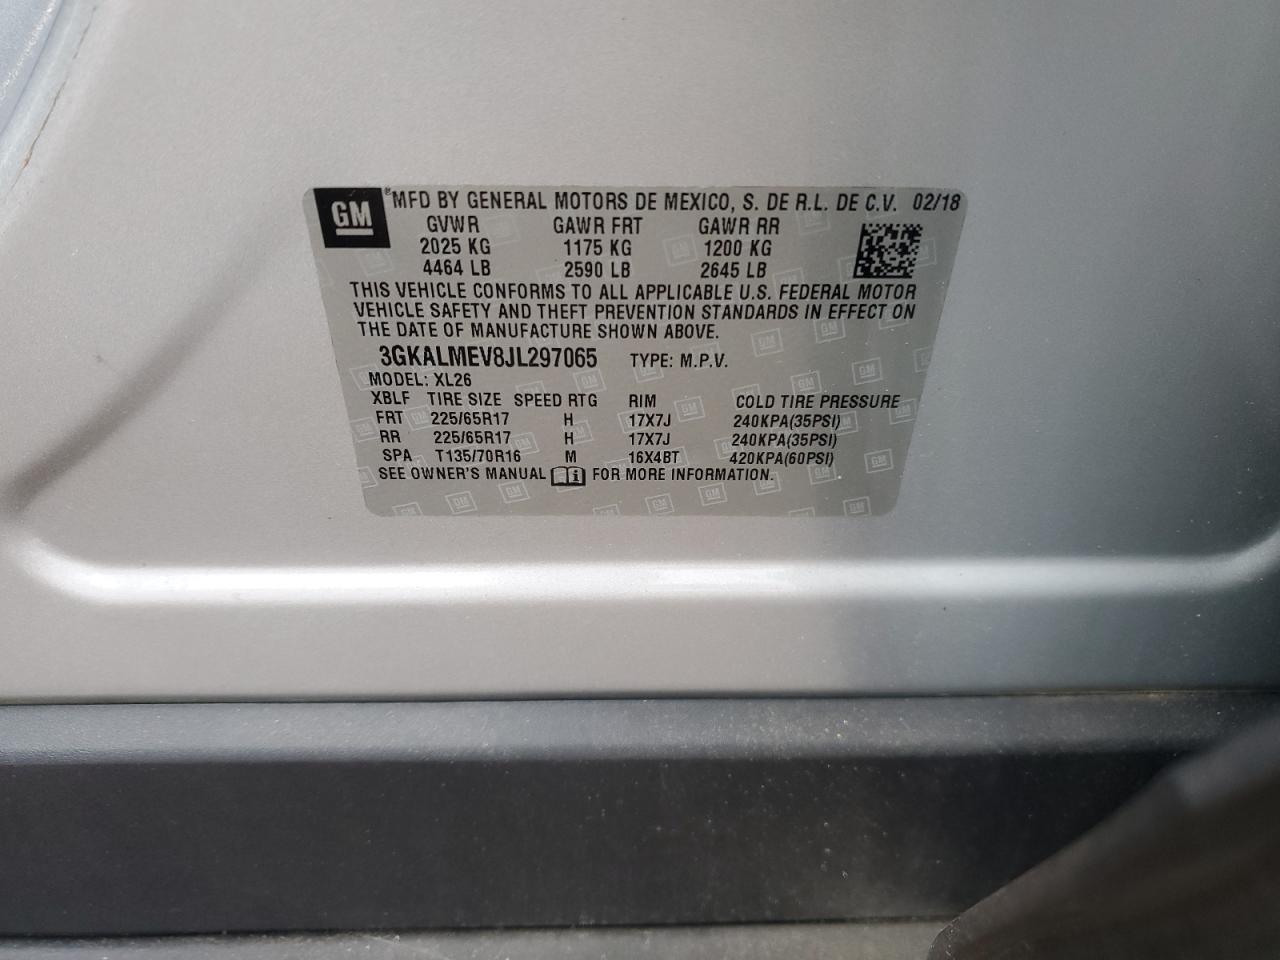 GM ® MFD BY GENERAL MOTORS DE MEXICO, S. DE R.L. DE C.V. 02/18
GVWR GAWR FRT GAWR RR
2025 KG 1175 KG 1200 KG
4464 LB 2590 LB 2645 LB
THIS VEHICLE CONFORMS TO ALL APPLICABLE U.S. FEDERAL MOTOR
VEHICLE SAFETY AND THEFT PREVENTION STANDARDS IN EFFECT ON
THE DATE OF MANUFACTURE SHOWN ABOVE.
3GKALMEV8JL297065 TYPE: M.P.V.
MODEL: XL26
XBLF TIRE SIZE SPEED RTG RIM COLD TIRE PRESSURE
FRT 225/65R17 H 17X7J 240KPA(35PSI)
RR 225/65R17 H 17X7J 240KPA(35PSI)
SPA T135/70R16 M 16X4BT 420KPA(60PSI)
SEE OWNER'S MANUAL FOR MORE INFORMATION.